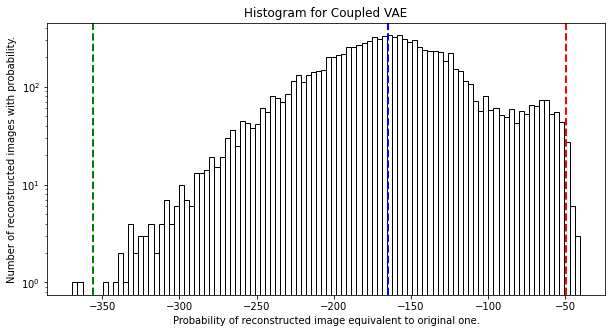 Histogram for Coupled VAE
Number of reconstructed images with probability.
10²
10¹
10⁰
−350 −300 −250 −200 −150 −100 −50
Probability of reconstructed image equivalent to original one.